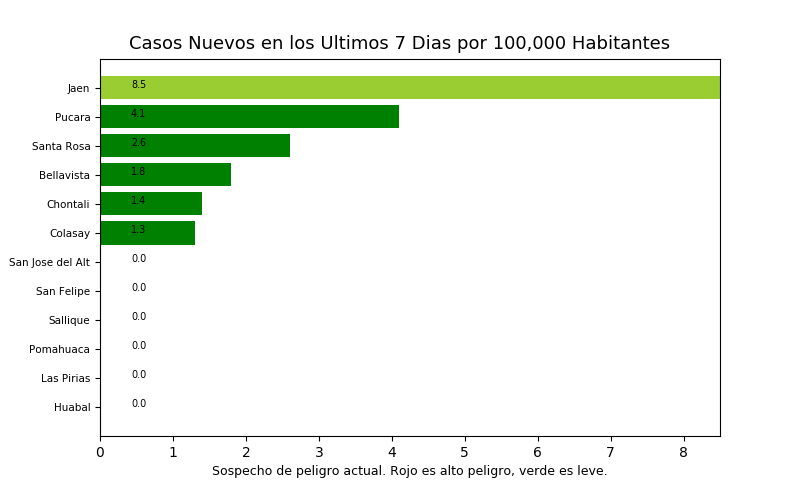 Casos Nuevos en los Ultimos 7 Dias por 100,000 Habitantes
Jaen 8.5
Pucara 4.1
Santa Rosa 2.6
Bellavista 1.8
Chontali 1.4
Colasay 1.3
San Jose del Alt 0.0
San Felipe 0.0
Sallique 0.0
Pomahuaca 0.0
Las Pirias 0.0
Huabal 0.0
0 1 2 3 4 5 6 7 8
Sospecho de peligro actual. Rojo es alto peligro, verde es leve.